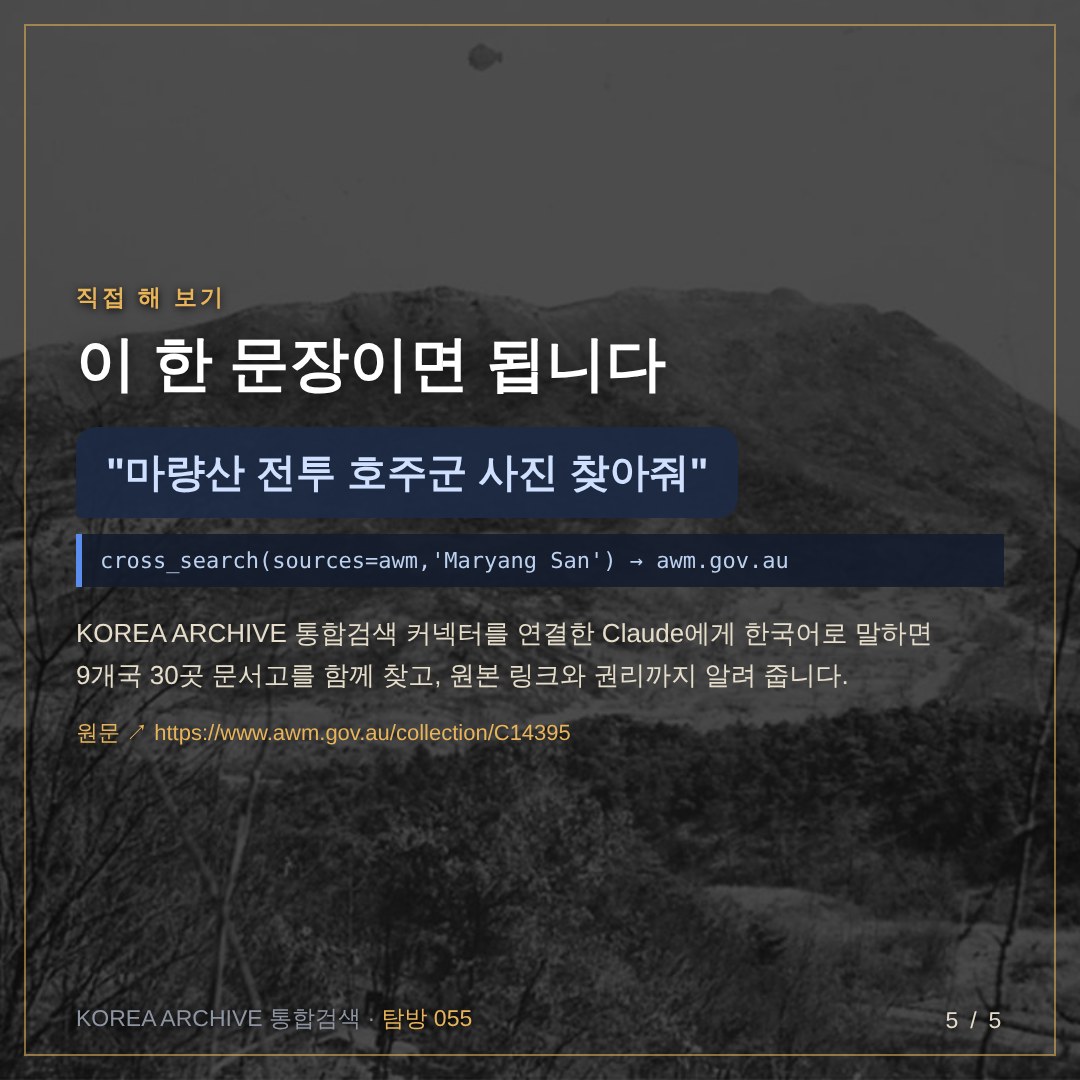 직접 해 보기
이 한 문장이면 됩니다
"마량산 전투 호주군 사진 찾아줘"
cross_search(sources=awm,'Maryang San') → awm.gov.au
KOREA ARCHIVE 통합검색 커넥터를 연결한 Claude에게 한국어로 말하면
9개국 30곳 문서고를 함께 찾고, 원본 링크와 권리까지 알려 줍니다.
원문 ↗ https://www.awm.gov.au/collection/C14395
KOREA ARCHIVE 통합검색 · 탐방 055
5 / 5